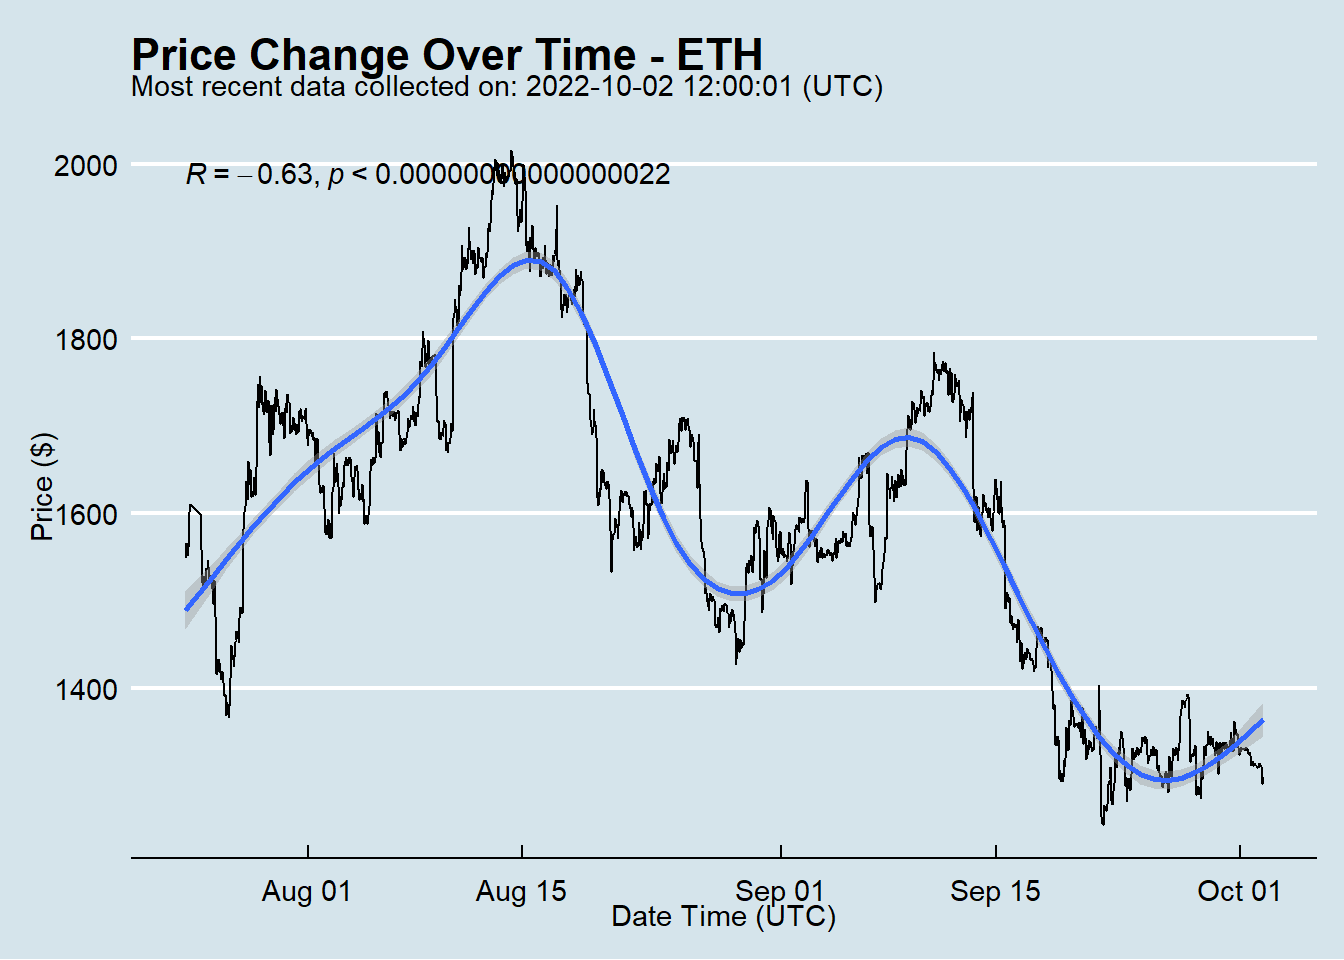 Price Change Over Time - ETH
Most recent data collected on: 2022-10-02 12:00:01 (UTC)
R = −0.63, p < 0.00000000000000022
2000
1800
1600
1400
Price ($)
Aug 01 Aug 15 Sep 01 Sep 15 Oct 01
Date Time (UTC)